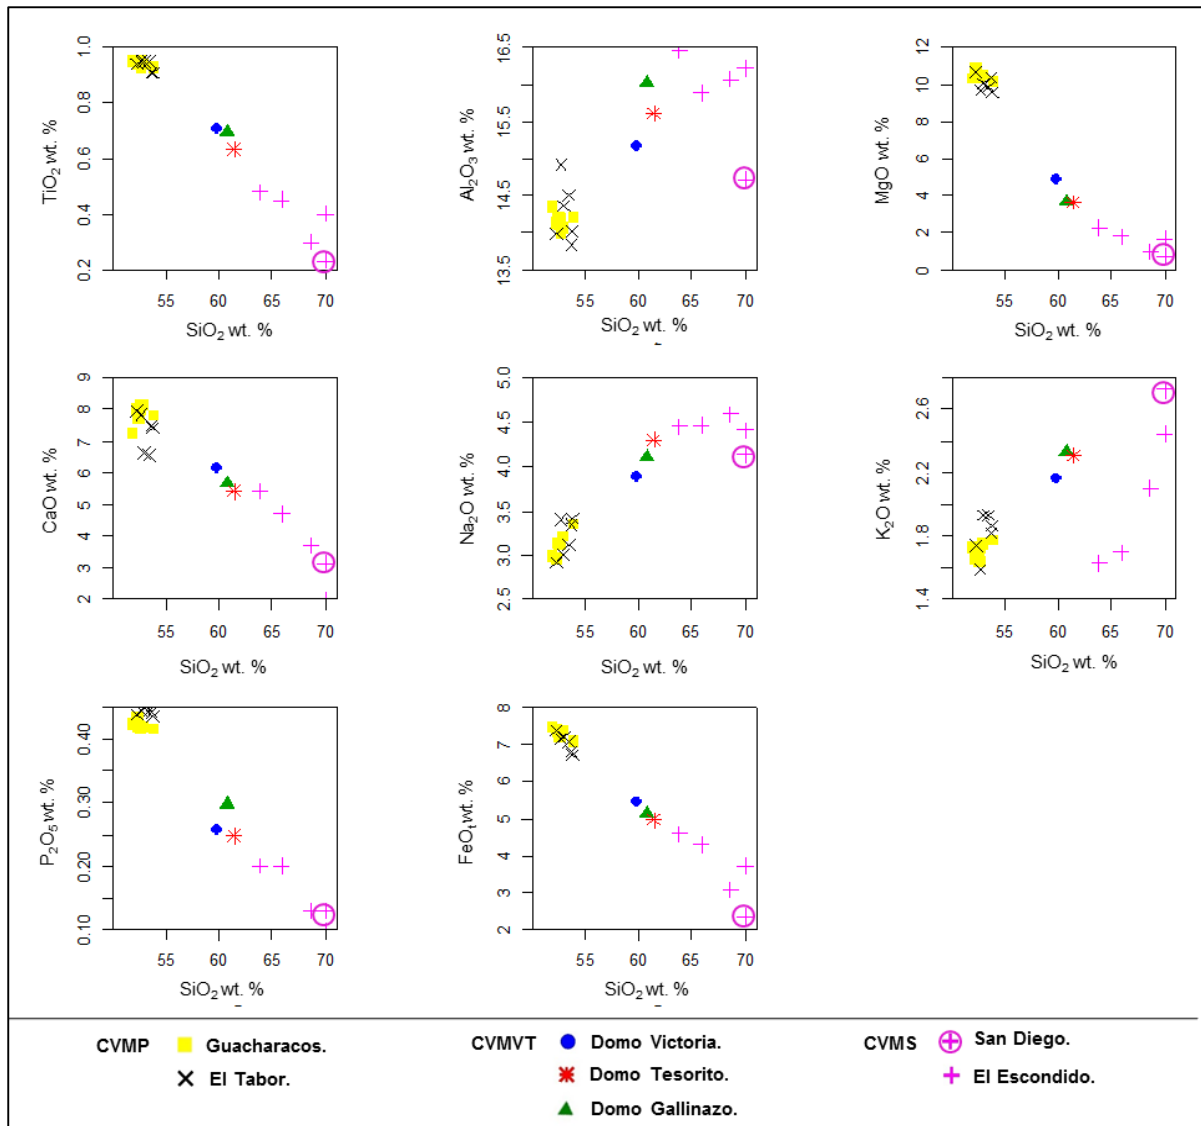 1.0
0.8
0.6
0.4
0.2
TiO₂ wt. %
55 60 65 70
SiO₂ wt. %
16.5
15.5
14.5
13.5
Al₂O₃ wt. %
55 60 65 70
SiO₂ wt. %
12
10
8
6
4
2
0
MgO wt. %
55 60 65 70
SiO₂ wt. %
9
8
7
6
5
4
3
2
CaO wt. %
55 60 65 70
SiO₂ wt. %
5.0
4.5
4.0
3.5
3.0
2.5
Na₂O wt. %
55 60 65 70
SiO₂ wt. %
2.6
2.2
1.8
1.4
K₂O wt. %
55 60 65 70
SiO₂ wt. %
0.40
0.30
0.20
0.10
P₂O₅ wt. %
55 60 65 70
SiO₂ wt. %
8
7
6
5
4
3
2
FeOₜ wt. %
55 60 65 70
SiO₂ wt. %
CVMP Guacharacos.
El Tabor.
CVMVT Domo Victoria.
Domo Tesorito.
Domo Gallinazo.
CVMS San Diego.
El Escondido.